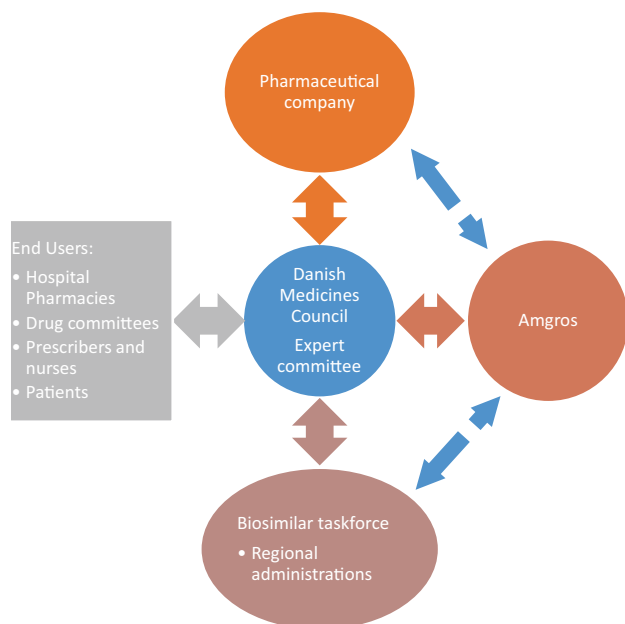 Pharmaceutical
company
End Users:
• Hospital
Pharmacies
• Drug committees
• Prescribers and
nurses
• Patients
Danish
Medicines
Council
Expert
committee
Amgros
Biosimilar taskforce
• Regional
administrations